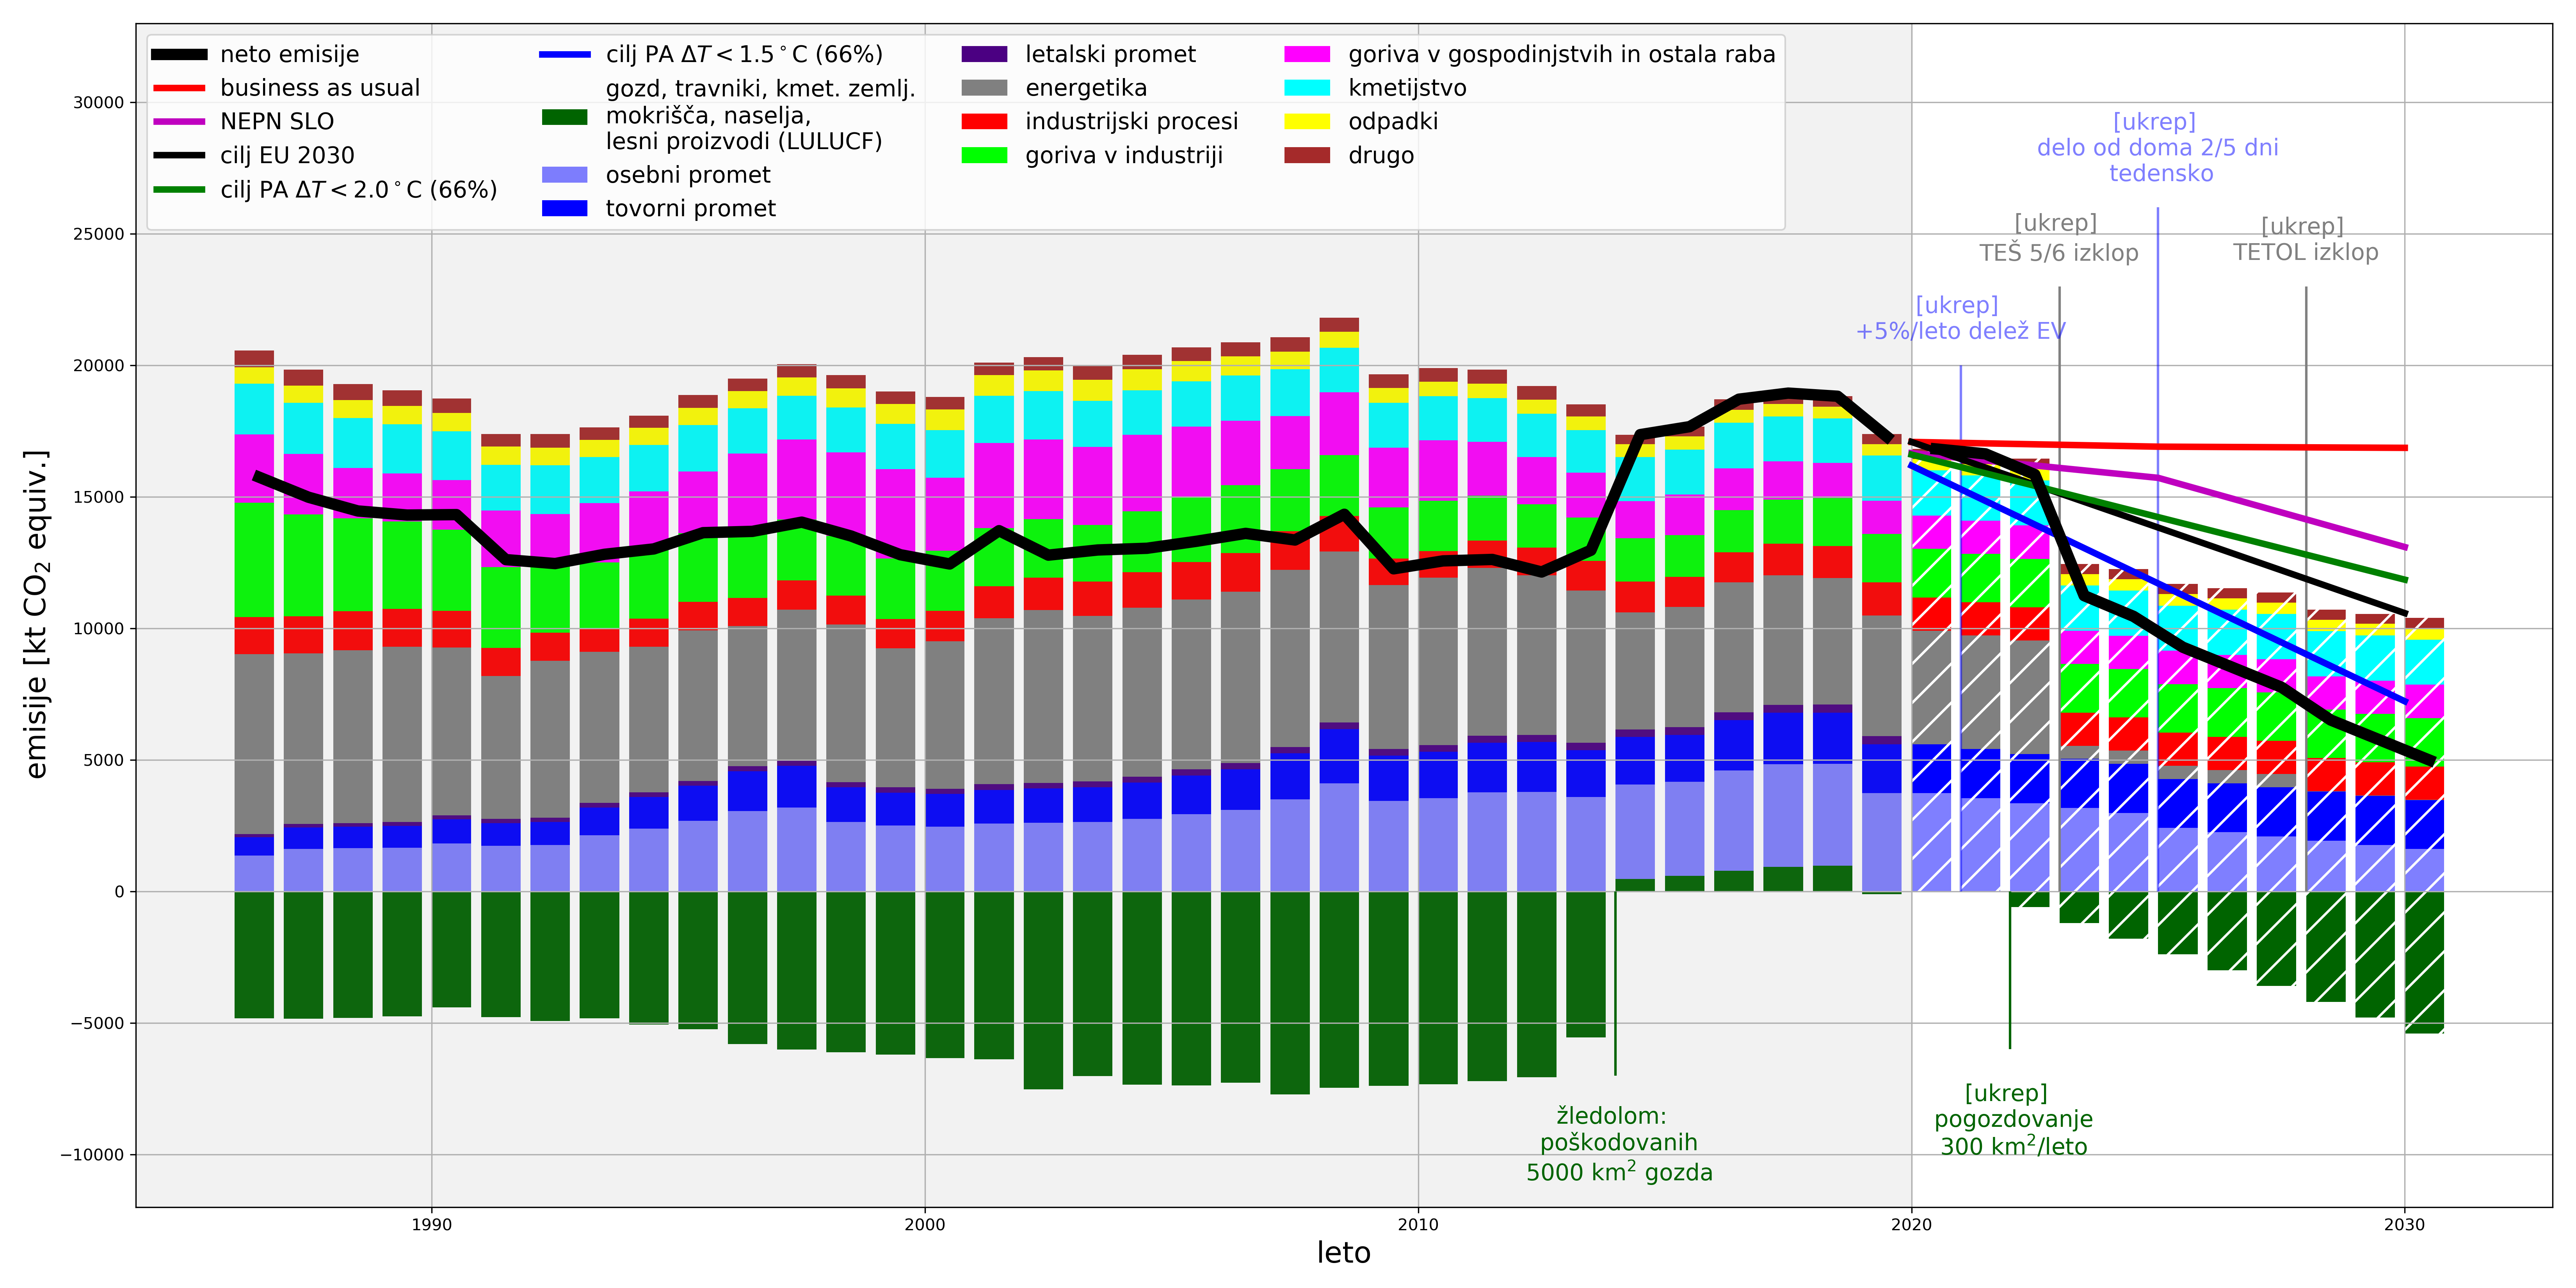 neto emisije
business as usual
NEPN SLO
cilj EU 2030
cilj PA ΔT < 2.0°C (66%)
cilj PA ΔT < 1.5°C (66%)
gozd, travniki, kmet. zemlj.
mokrišča, naselja,
lesni proizvodi (LULUCF)
osebni promet
tovorni promet
letalski promet
energetika
industrijski procesi
goriva v industriji
goriva v gospodinjstvih in ostala raba
kmetijstvo
odpadki
drugo
[ukrep]
delo od doma 2/5 dni
tedensko
[ukrep]
TEŠ 5/6 izklop
[ukrep]
TETOL izklop
[ukrep]
+5%/leto delež EV
žledolom:
poškodovanih
5000 km² gozda
[ukrep]
pogozdovanje
300 km²/leto
emisije [kt CO₂ equiv.]
30000
25000
20000
15000
10000
5000
0
−5000
−10000
1990
2000
2010
2020
2030
leto